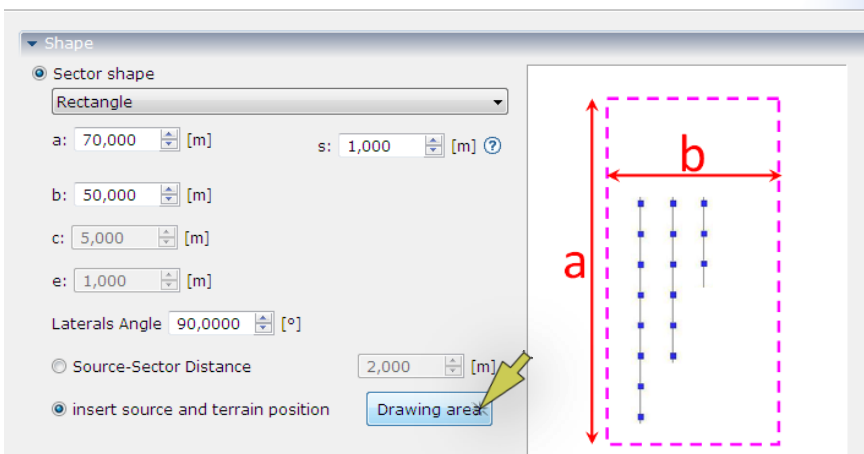 Shape
Sector shape
Rectangle
a: 70,000 [m] s: 1,000 [m] ?
b: 50,000 [m]
c: 5,000 [m]
e: 1,000 [m]
Laterals Angle 90,0000 [°]
Source-Sector Distance 2,000 [m]
insert source and terrain position Drawing area
b
a